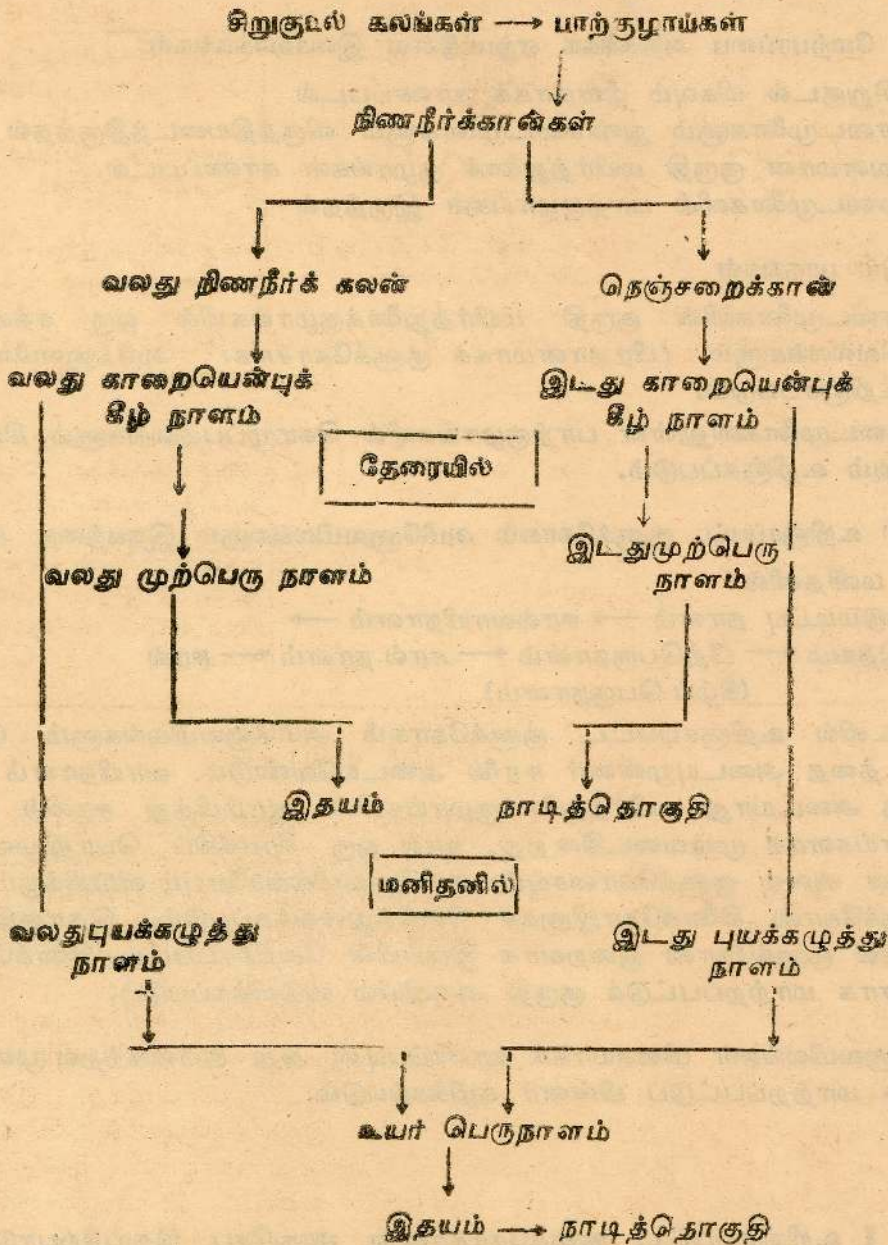 சிறுகுடல் கலங்கள் → பாற்குழாய்கள்
நிணநீர்க்கான்கள்
வலது நிணநீர்க் கலன்
நெஞ்சறைக்கான்
வலது காறையென்புக்
கீழ் நாளம்
இடது காறையென்புக்
கீழ் நாளம்
தேரையில்
வலது முற்பெரு நாளம்
இடதுமுற்பெரு
நாளம்
இதயம்
நாடித்தொகுதி
மனிதனில்
வலதுபுயக்கழுத்து
நாளம்
இடது புயக்கழுத்து
நாளம்
உயர் பெருநாளம்
இதயம் → நாடித்தொகுதி